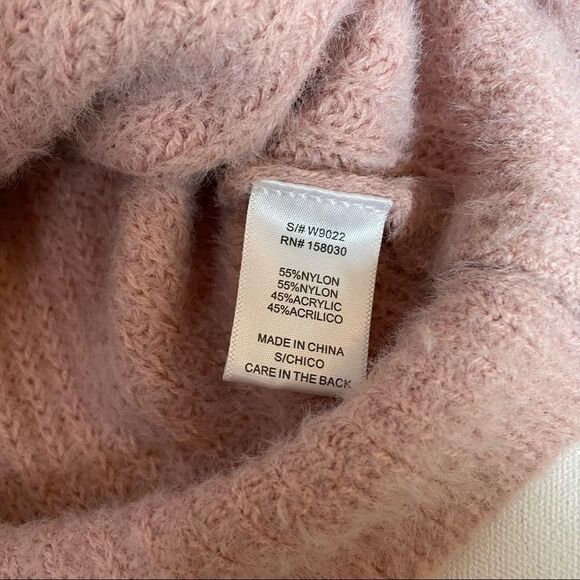 S/# W9022
RN# 158030
55%NYLON
55%NYLON
45%ACRYLIC
45%ACRILICO
MADE IN CHINA
S/CHICO
CARE IN THE BACK